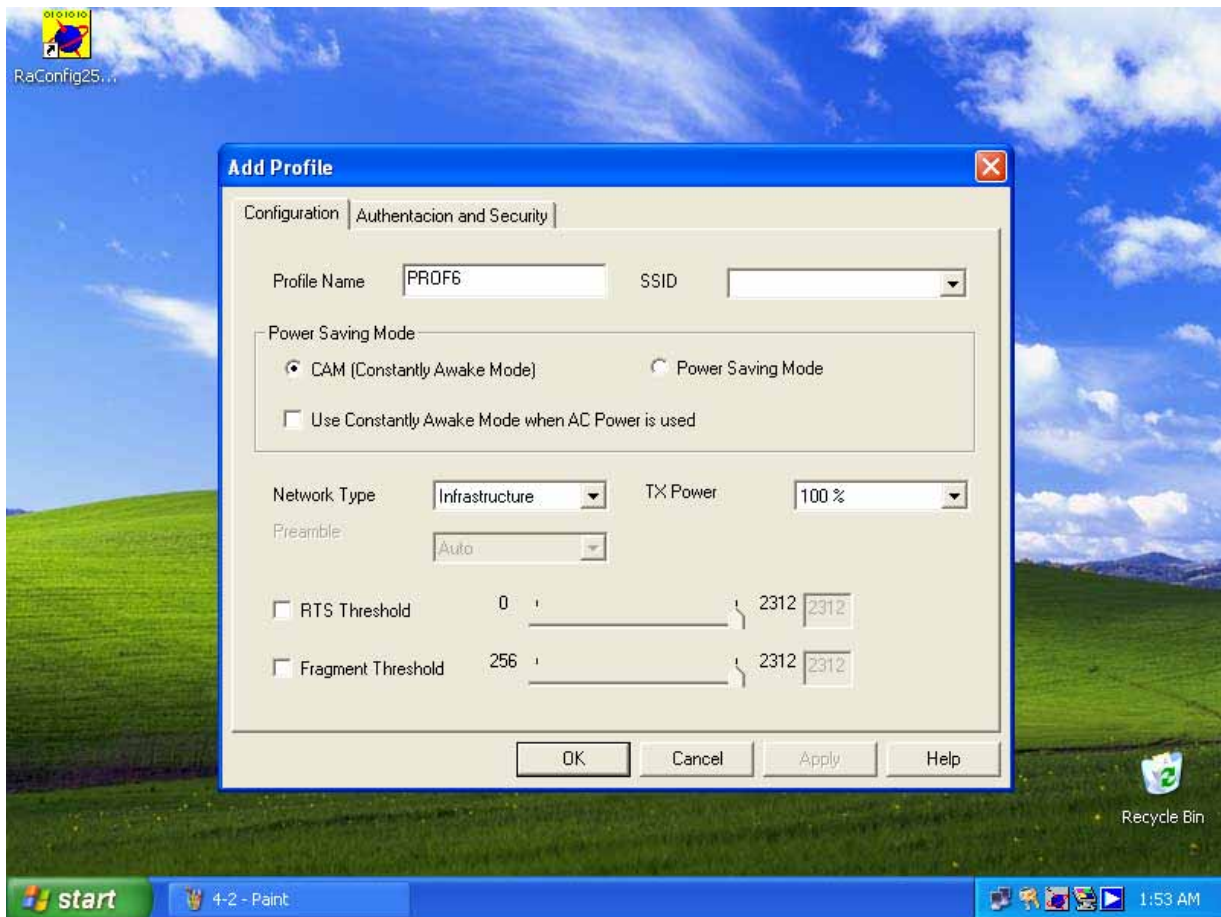 010101
RaConfig25...
Add Profile
Configuration
Authentacion and Security
Profile Name
PROF6
SSID
Power Saving Mode
CAM (Constantly Awake Mode)
Power Saving Mode
Use Constantly Awake Mode when AC Power is used
Network Type
Infrastructure
TX Power
100 %
Preamble
Auto
RTS Threshold
0
2312
2312
Fragment Threshold
256
2312
2312
OK
Cancel
Apply
Help
Recycle Bin
start
4-2 - Paint
1:53 AM